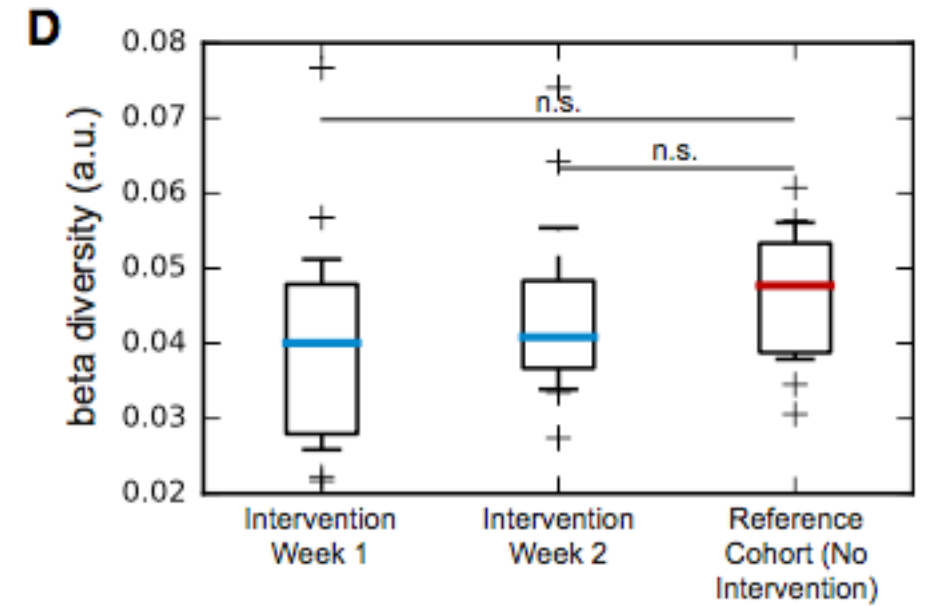 D
beta diversity (a.u.)
0.08
0.07
0.06
0.05
0.04
0.03
0.02
n.s.
n.s.
Intervention
Week 1
Intervention
Week 2
Reference
Cohort (No
Intervention)